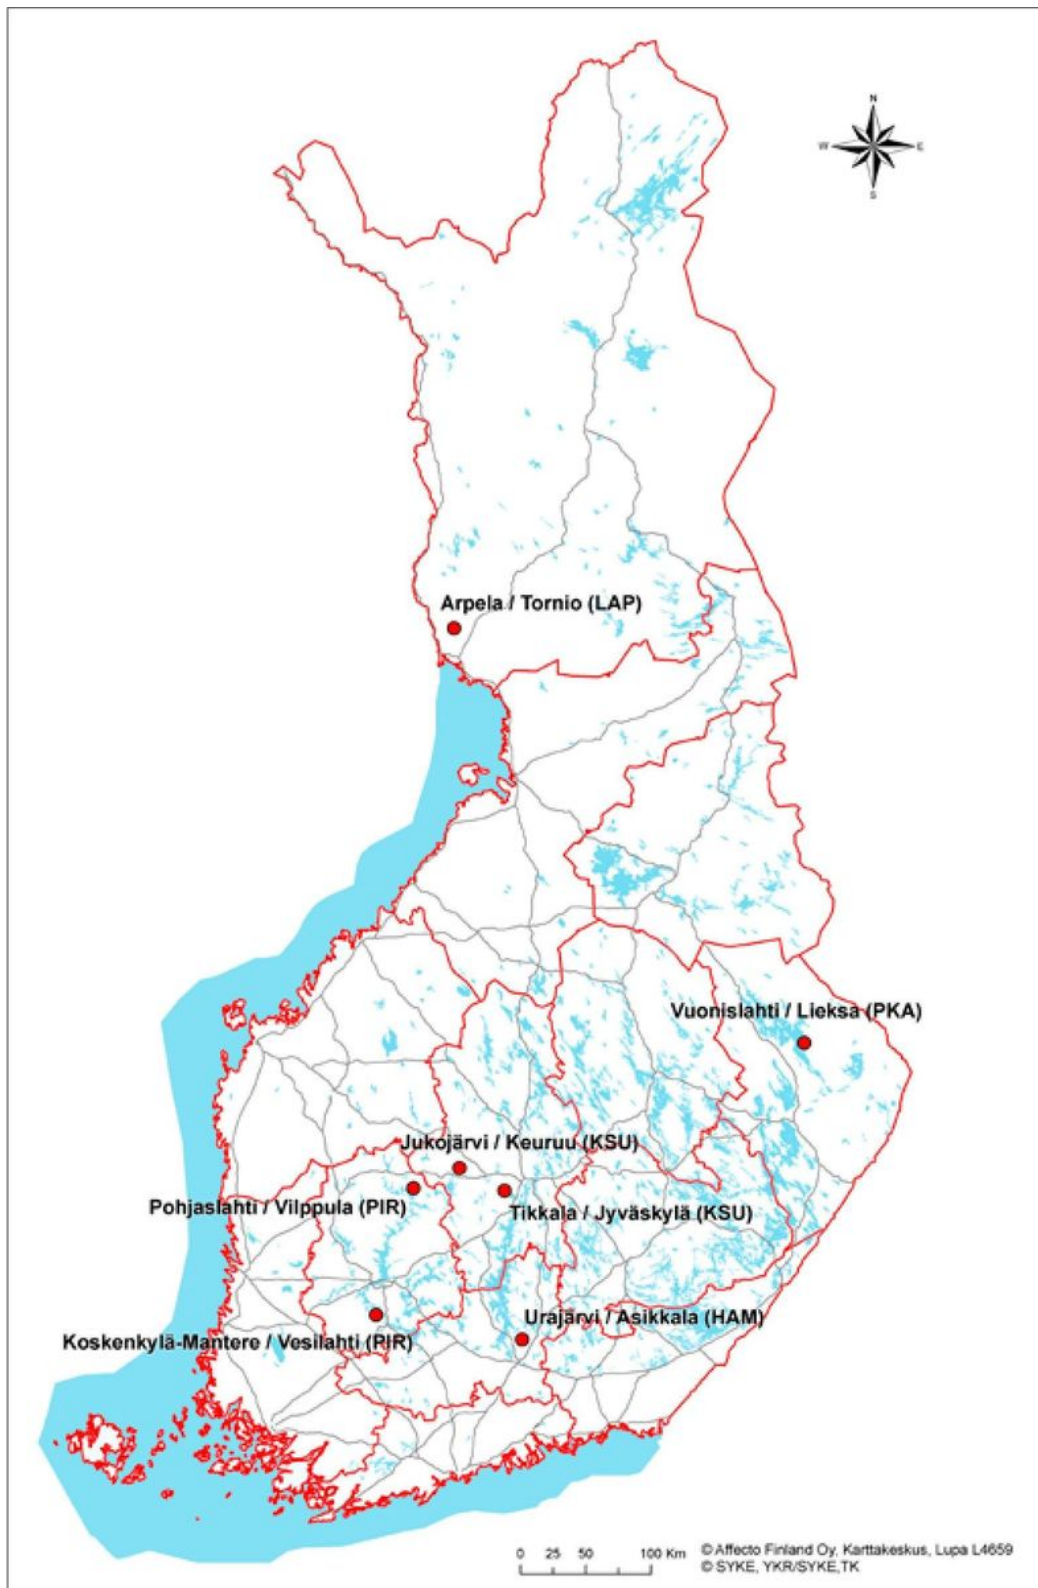 N
W E
S
Arpela / Tornio (LAP)
Vuonislahti / Lieksa (PKA)
Jukojärvi / Keuruu (KSU)
Pohjaslahti / Vilppula (PIR)
Tikkala / Jyväskylä (KSU)
Urajärvi / Asikkala (HAM)
Koskenkylä-Mantere / Vesilahti (PIR)
0 25 50 100 Km
© Affecto Finland Oy, Karttakeskus, Lupa L4659
© SYKE, YKR/SYKE,TK